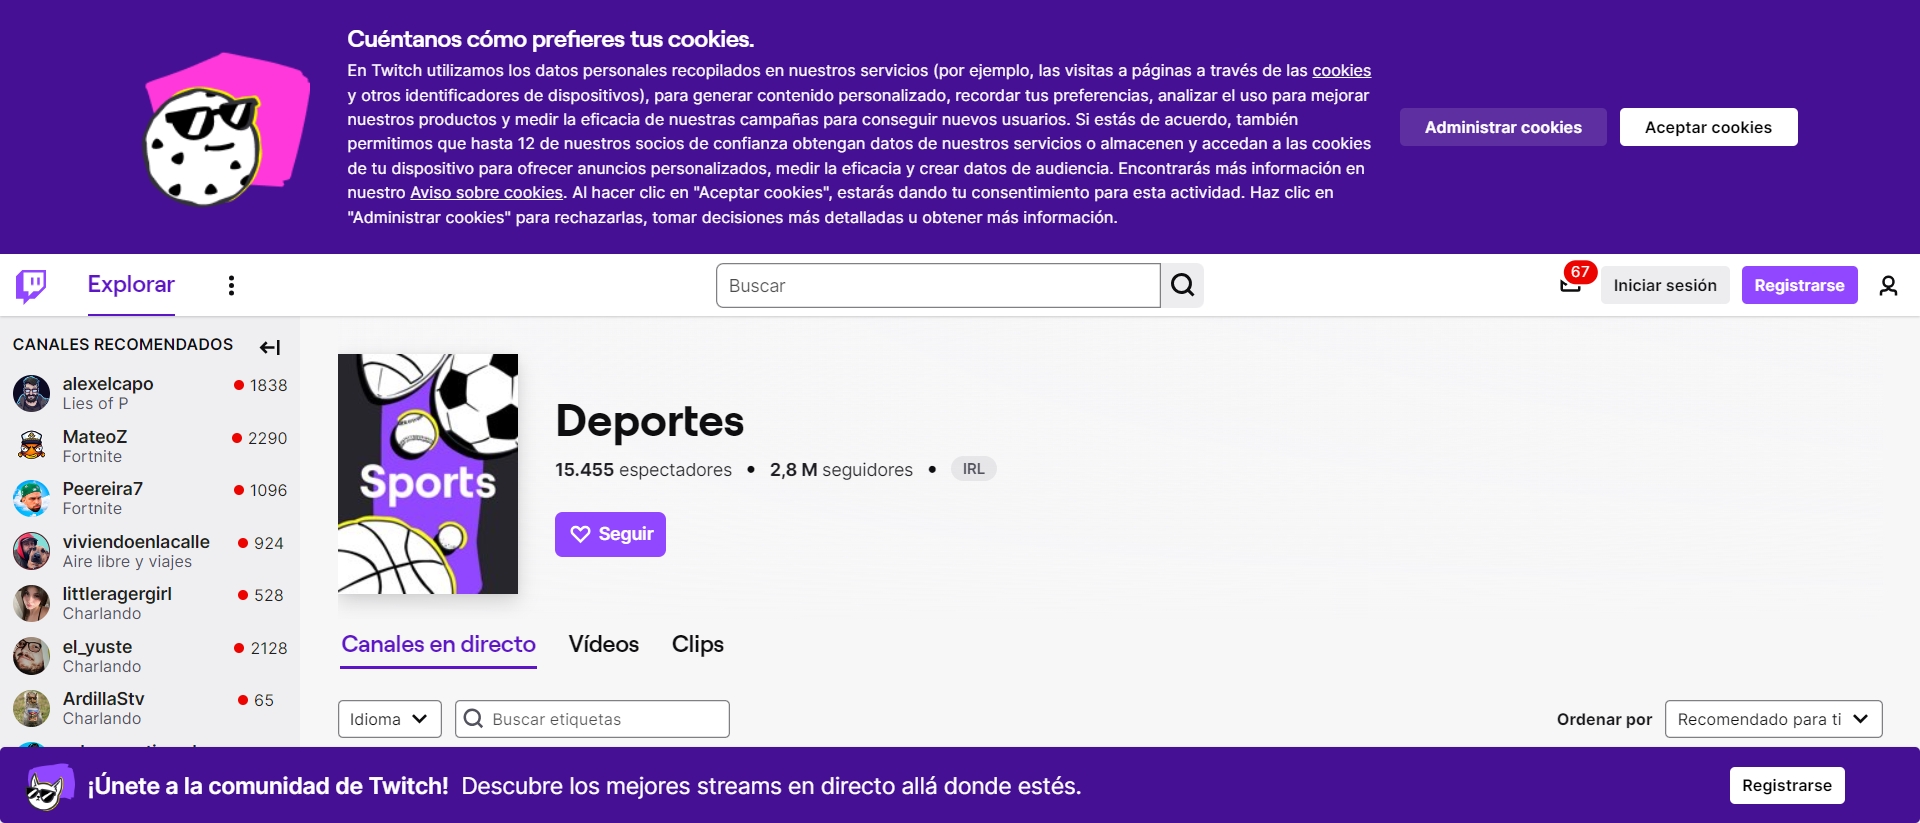 Cuéntanos cómo prefieres tus cookies.
En Twitch utilizamos los datos personales recopilados en nuestros servicios (por ejemplo, las visitas a páginas a través de las cookies
y otros identificadores de dispositivos), para generar contenido personalizado, recordar tus preferencias, analizar el uso para mejorar
nuestros productos y medir la eficacia de nuestras campañas para conseguir nuevos usuarios. Si estás de acuerdo, también
permitimos que hasta 12 de nuestros socios de confianza obtengan datos de nuestros servicios o almacenen y accedan a las cookies
de tu dispositivo para ofrecer anuncios personalizados, medir la eficacia y crear datos de audiencia. Encontrarás más información en
nuestro Aviso sobre cookies. Al hacer clic en "Aceptar cookies", estarás dando tu consentimiento para esta actividad. Haz clic en
"Administrar cookies" para rechazarlas, tomar decisiones más detalladas u obtener más información.
Administrar cookies
Aceptar cookies
Explorar
Buscar
67
Iniciar sesión
Registrarse
CANALES RECOMENDADOS
alexelcapo 1838
Lies of P
MateoZ 2290
Fortnite
Peereira7 1096
Fortnite
viviendoenlacalle 924
Aire libre y viajes
littleragergirl 528
Charlando
el_yuste 2128
Charlando
ArdillaStv 65
Charlando
Sports
Deportes
15.455 espectadores • 2,8 M seguidores • IRL
Seguir
Canales en directo Vídeos Clips
Idioma
Buscar etiquetas
Ordenar por
Recomendado para ti
¡Únete a la comunidad de Twitch! Descubre los mejores streams en directo allá donde estés.
Registrarse